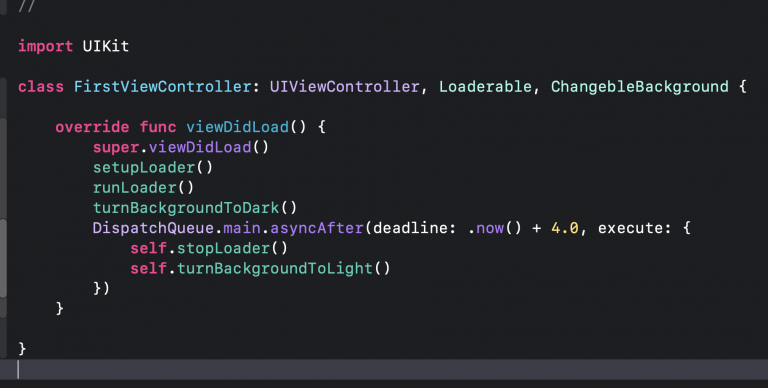 //
import UIKit
class FirstViewController: UIViewController, Loaderable, ChangebleBackground {
override func viewDidLoad() {
super.viewDidLoad()
setupLoader()
runLoader()
turnBackgroundToDark()
DispatchQueue.main.asyncAfter(deadline: .now() + 4.0, execute: {
self.stopLoader()
self.turnBackgroundToLight()
})
}
}